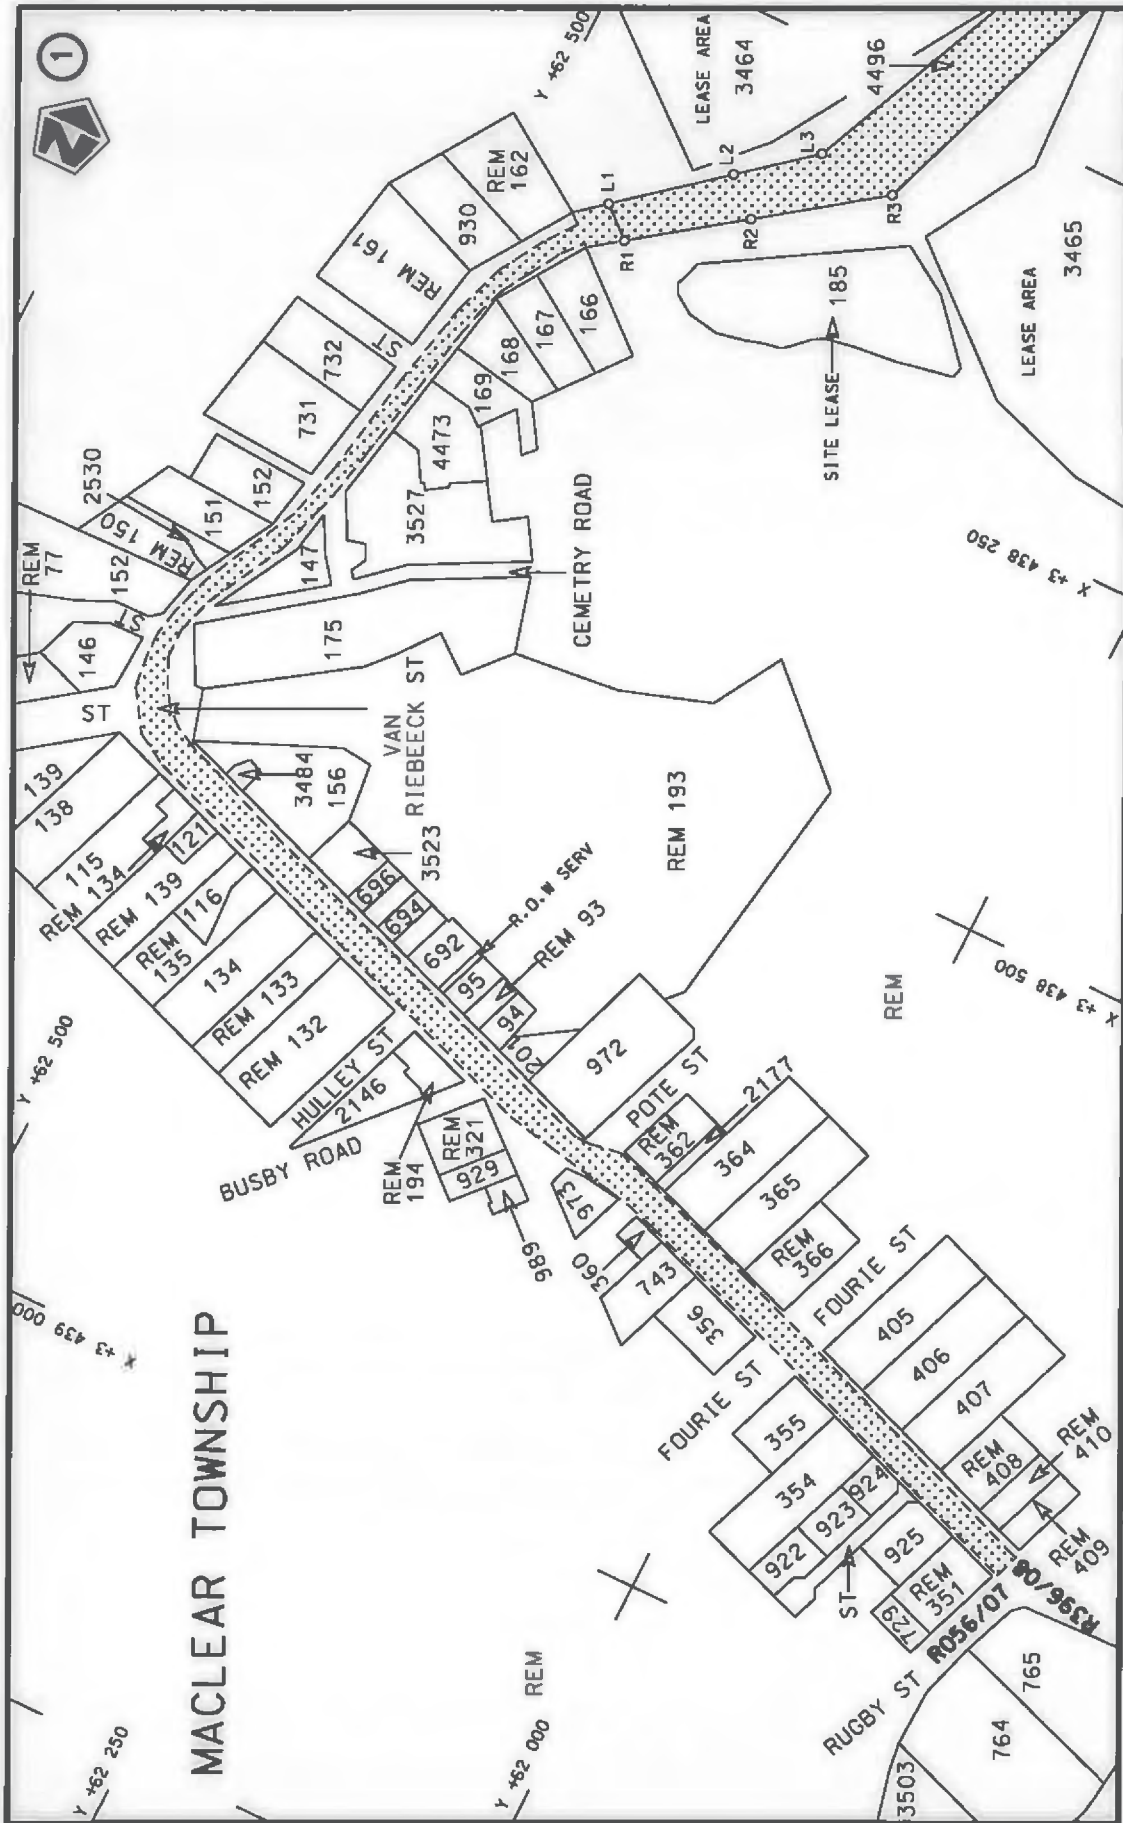 1
N
Y +62 500
LEASE AREA
3464
4496
L1
L2
L3
R1
R2
R3
REM
162
930
REM 161
ST
732
731
152
151
2530
REM 150
REM
77
152
ST
146
ST
166
167
168
169
4473
3527
147
CEMETRY ROAD
175
SITE LEASE
185
LEASE AREA
3465
X +3 438 250
VAN
RIEBEECK ST
3484
156
3523
696
694
692
R.O.W SERV
95
REM 93
94
201
972
REM 193
139
138
115
REM 134
121
REM 139
116
REM
135
134
REM 133
REM 132
HULLEY ST
2146
BUSBY ROAD
REM
194
REM
321
929
989
Y +62 500
X +3 439 000
REM
X +3 438 500
POTE ST
REM
362
2177
364
365
REM
366
973
360
743
356
FOURIE ST
FOURIE ST
405
406
407
REM
408
REM
410
REM
409
355
354
924
923
922
ST
925
REM
351
729
R056/07
R396/08
RUGBY ST
765
764
3503
MACLEAR TOWNSHIP
Y +62 250
Y +62 000
REM